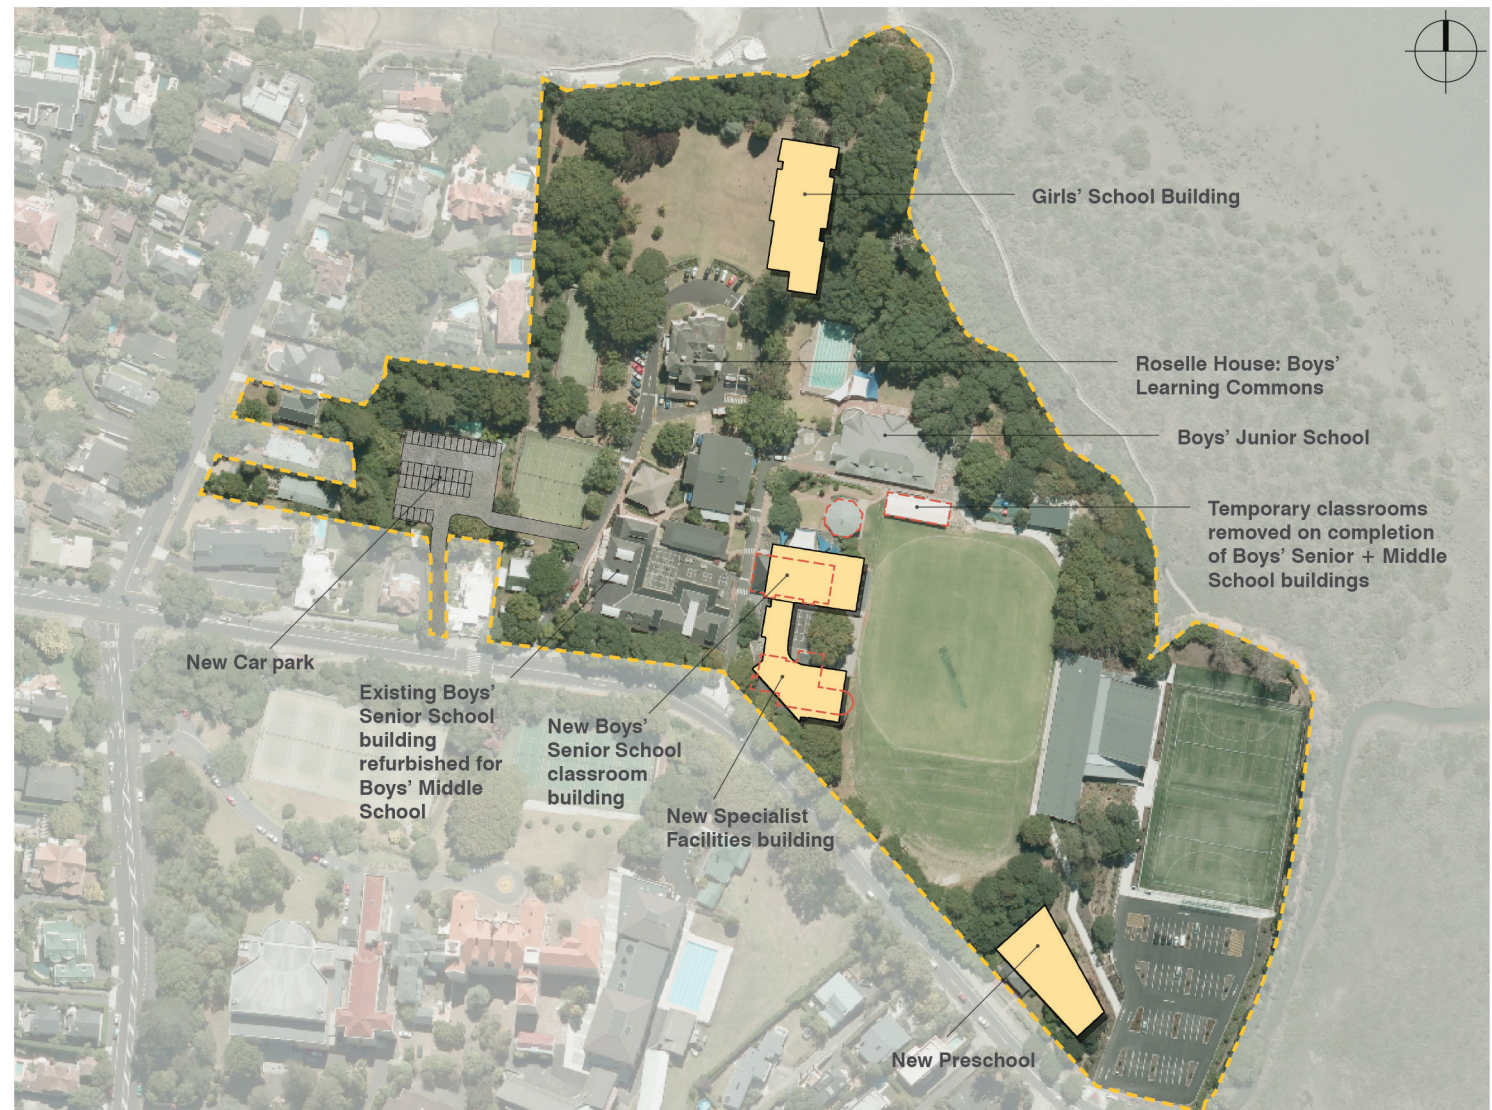 Girls’ School Building
Roselle House: Boys’
Learning Commons
Boys’ Junior School
Temporary classrooms
removed on completion
of Boys’ Senior + Middle
School buildings
New Car park
Existing Boys’
Senior School
building
refurbished for
Boys’ Middle
School
New Boys’
Senior School
classroom
building
New Specialist
Facilities building
New Preschool